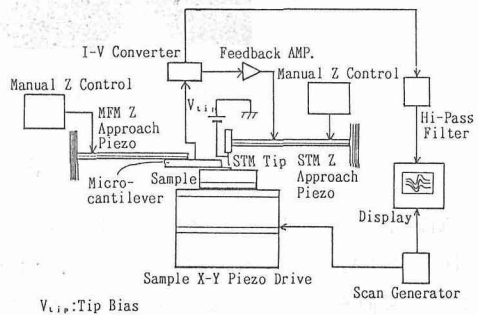 I-V Converter
Feedback AMP.
Manual Z Control
Manual Z Control
MFM Z
Approach
Piezo
Vtip
Hi-Pass
Filter
STM Tip
STM Z
Approach
Piezo
Micro-
cantilever
Sample
Display
Sample X-Y Piezo Drive
Scan Generator
Vtip:Tip Bias